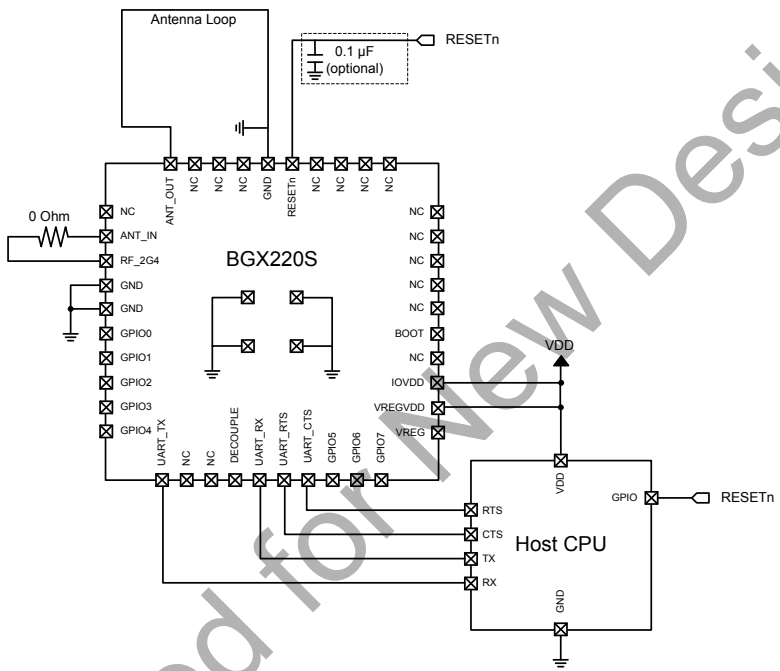 Antenna Loop
0.1 µF
(optional)
RESETn
ANT_OUT
NC
NC
NC
GND
RESETn
NC
NC
NC
NC
0 Ohm
NC
ANT_IN
RF_2G4
GND
GND
GPIO0
GPIO1
GPIO2
GPIO3
GPIO4
BGX220S
NC
NC
NC
NC
NC
BOOT
NC
IOVDD
VREGVDD
VREG
VDD
UART_TX
NC
NC
DECOUPLE
UART_RX
UART_RTS
UART_CTS
GPIO5
GPIO6
GPIO7
VDD
RTS
CTS
TX
RX
Host CPU
GPIO
RESETn
GND
ed for New Desi